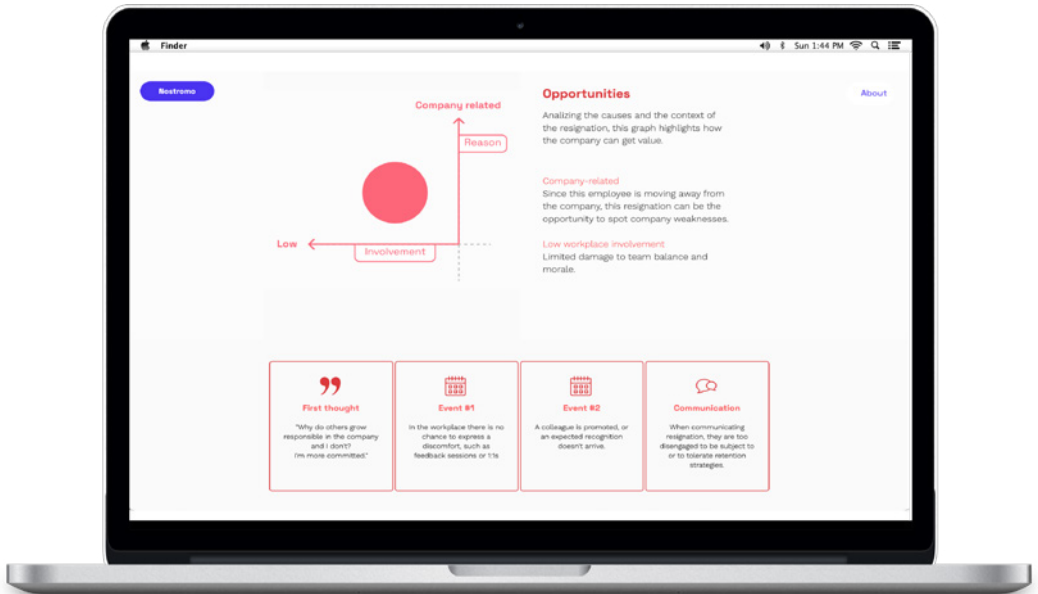 Finder
Sun 1:44 PM
Nostromo
About
Company related
Reason
Low
Involvement
Opportunities
Analizing the causes and the context of
the resignation, this graph highlights how
the company can get value.
Company-related
Since this employee is moving away from
the company, this resignation can be the
opportunity to spot company weaknesses.
Low workplace involvement
Limited damage to team balance and
morale.
First thought
"Why do others grow
responsible in the company
and i don't?
I'm more committed."
Event #1
In the workplace there is no
chance to express a
discomfort, such as
feedback sessions or 1:1s
Event #2
A colleague is promoted, or
an expected recognition
doesn't arrive.
Communication
When communicating
resignation, they are too
disengaged to be subject to
or to tolerate retention
strategies.